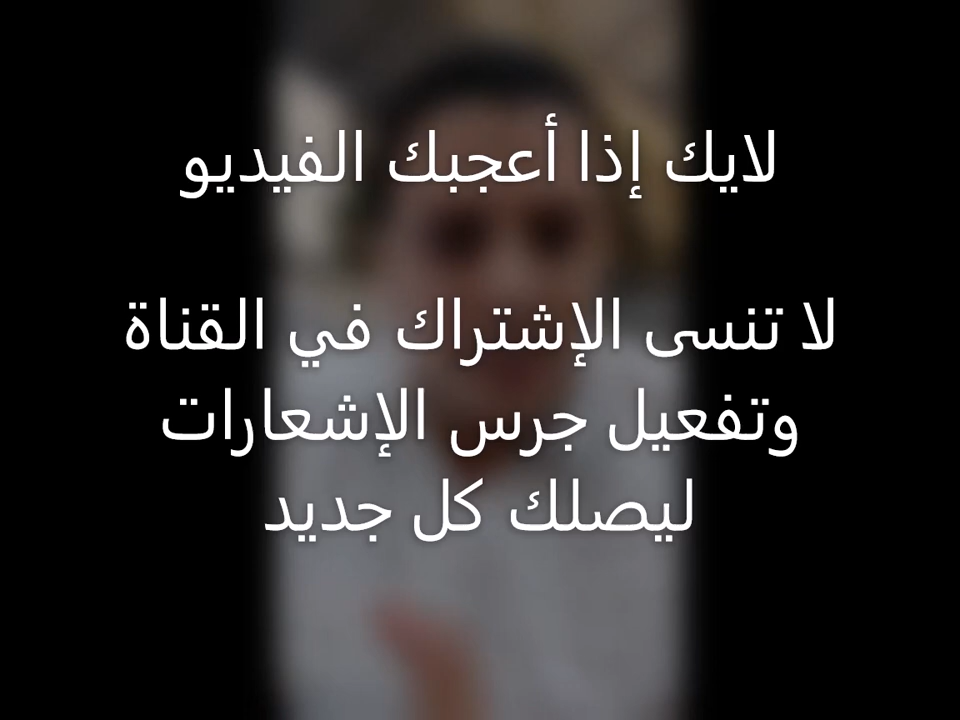 لايك إذا أعجبك الفيديو
لا تنسى الإشتراك في القناة
وتفعيل جرس الإشعارات
ليصلك كل جديد